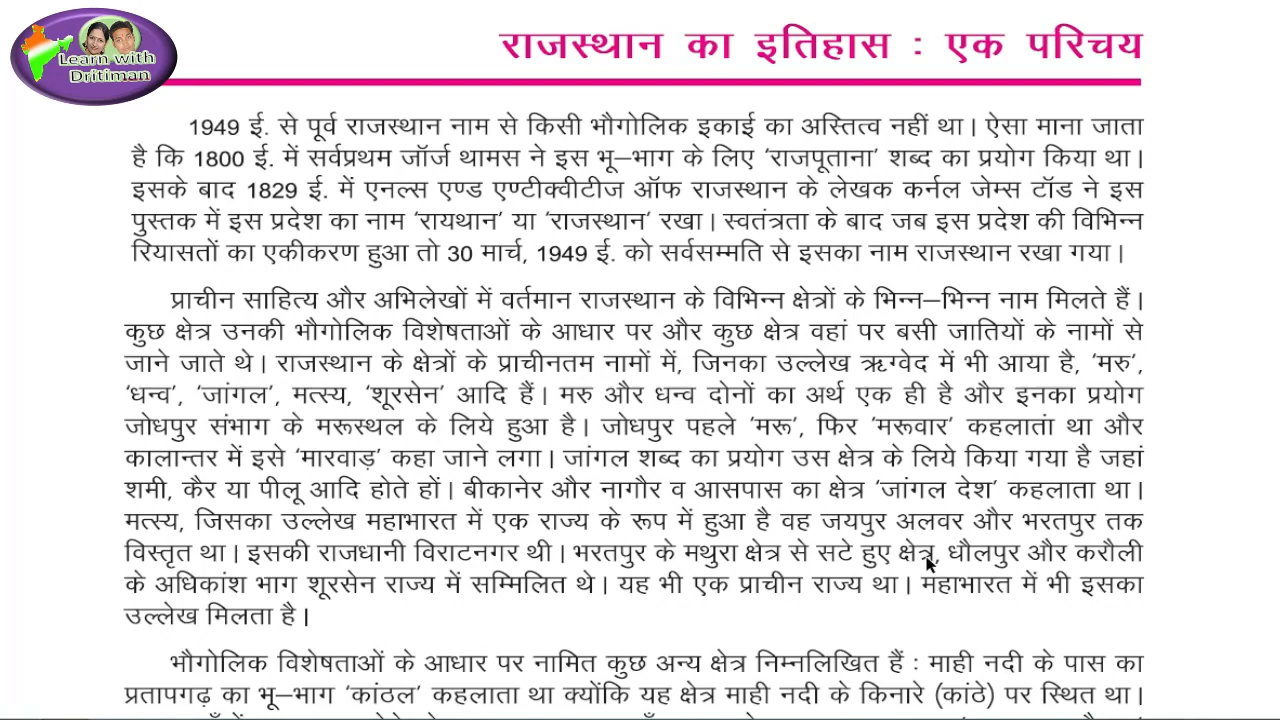 Learn with
Dritiman
राजस्थान का इतिहास : एक परिचय
1949 ई. से पूर्व राजस्थान नाम से किसी भौगोलिक इकाई का अस्तित्व नहीं था। ऐसा माना जाता
है कि 1800 ई. में सर्वप्रथम जॉर्ज थामस ने इस भू–भाग के लिए ‘राजपूताना’ शब्द का प्रयोग किया था।
इसके बाद 1829 ई. में एनल्स एण्ड एण्टीक्वीटीज ऑफ राजस्थान के लेखक कर्नल जेम्स टॉड ने इस
पुस्तक में इस प्रदेश का नाम ‘रायथान’ या ‘राजस्थान’ रखा। स्वतंत्रता के बाद जब इस प्रदेश की विभिन्न
रियासतों का एकीकरण हुआ तो 30 मार्च, 1949 ई. को सर्वसम्मति से इसका नाम राजस्थान रखा गया।
प्राचीन साहित्य और अभिलेखों में वर्तमान राजस्थान के विभिन्न क्षेत्रों के भिन्न–भिन्न नाम मिलते हैं।
कुछ क्षेत्र उनकी भौगोलिक विशेषताओं के आधार पर और कुछ क्षेत्र वहां पर बसी जातियों के नामों से
जाने जाते थे। राजस्थान के क्षेत्रों के प्राचीनतम नामों में, जिनका उल्लेख ऋग्वेद में भी आया है, ‘मरु’,
‘धन्व’, ‘जांगल’, मत्स्य, ‘शूरसेन’ आदि हैं। मरु और धन्व दोनों का अर्थ एक ही है और इनका प्रयोग
जोधपुर संभाग के मरूस्थल के लिये हुआ है। जोधपुर पहले ‘मरू’, फिर ‘मरूवार’ कहलातां था और
कालान्तर में इसे ‘मारवाड़’ कहा जाने लगा। जांगल शब्द का प्रयोग उस क्षेत्र के लिये किया गया है जहां
शमी, कैर या पीलू आदि होते हों। बीकानेर और नागौर व आसपास का क्षेत्र ‘जांगल देश’ कहलाता था।
मत्स्य, जिसका उल्लेख महाभारत में एक राज्य के रूप में हुआ है वह जयपुर अलवर और भरतपुर तक
विस्तृत था। इसकी राजधानी विराटनगर थी। भरतपुर के मथुरा क्षेत्र से सटे हुए क्षेत्र, धौलपुर और करौली
के अधिकांश भाग शूरसेन राज्य में सम्मिलित थे। यह भी एक प्राचीन राज्य था। महाभारत में भी इसका
उल्लेख मिलता है।
भौगोलिक विशेषताओं के आधार पर नामित कुछ अन्य क्षेत्र निम्नलिखित हैं : माही नदी के पास का
प्रतापगढ़ का भू–भाग ‘कांठल’ कहलाता था क्योंकि यह क्षेत्र माही नदी के किनारे (कांठे) पर स्थित था।